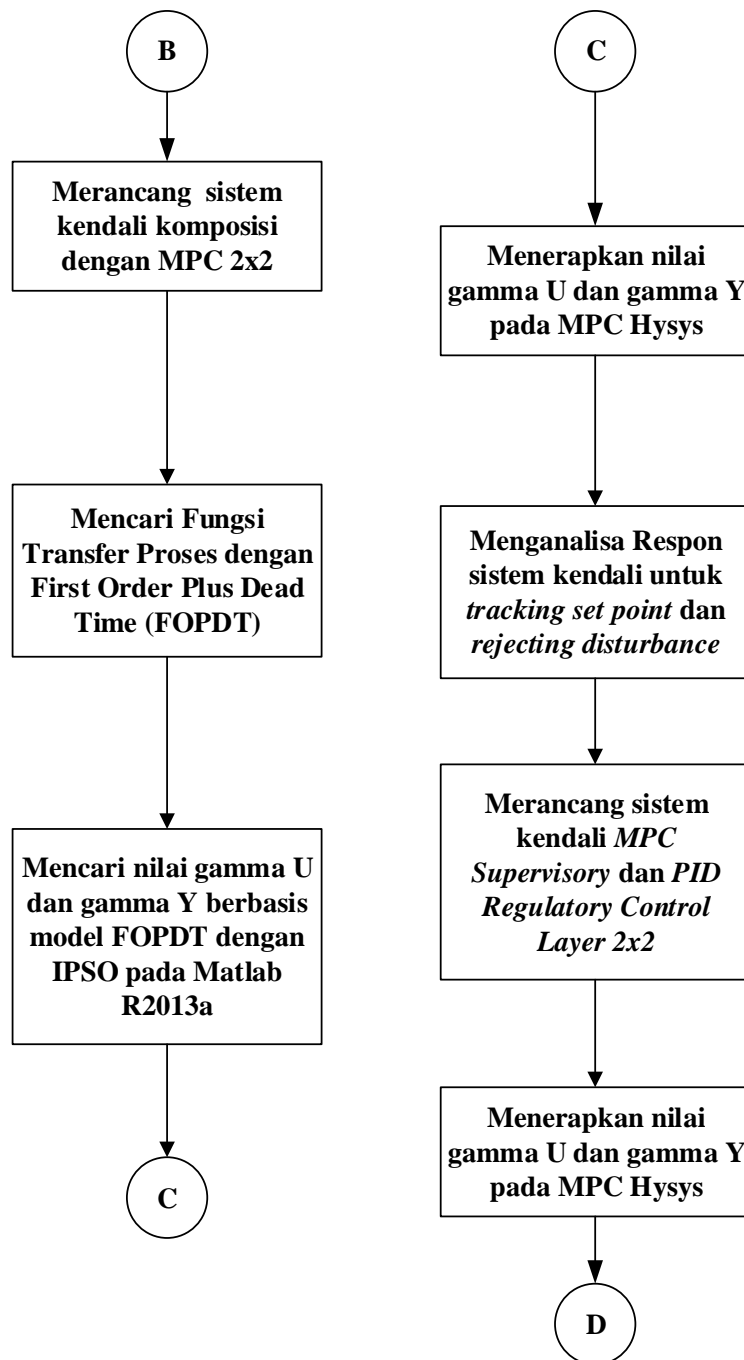 B
Merancang sistem
kendali komposisi
dengan MPC 2x2
Mencari Fungsi
Transfer Proses dengan
First Order Plus Dead
Time (FOPDT)
Mencari nilai gamma U
dan gamma Y berbasis
model FOPDT dengan
IPSO pada Matlab
R2013a
C
C
Menerapkan nilai
gamma U dan gamma Y
pada MPC Hysys
Menganalisa Respon
sistem kendali untuk
tracking set point dan
rejecting disturbance
Merancang sistem
kendali MPC
Supervisory dan PID
Regulatory Control
Layer 2x2
Menerapkan nilai
gamma U dan gamma Y
pada MPC Hysys
D